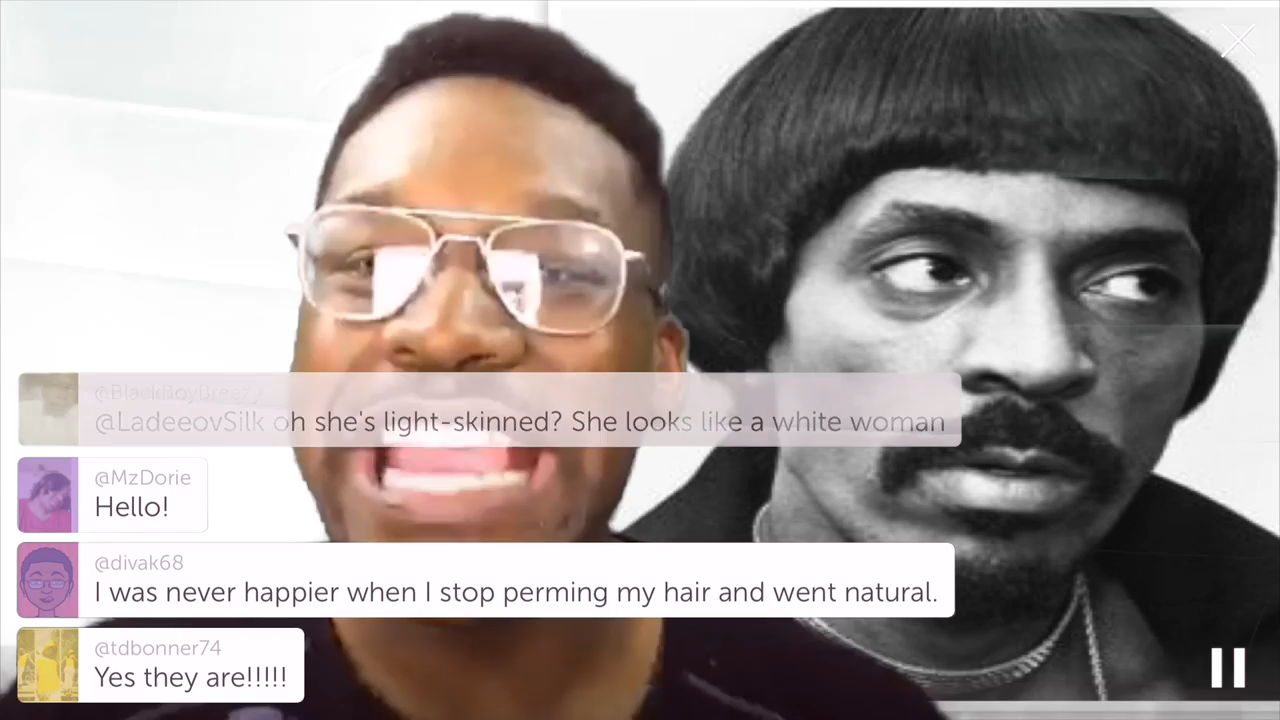 @BlackBoyBreezy
@LadeeovSilk oh she's light-skinned? She looks like a white woman
@MzDorie
Hello!
@divak68
I was never happier when I stop perming my hair and went natural.
@tdbonner74
Yes they are!!!!!